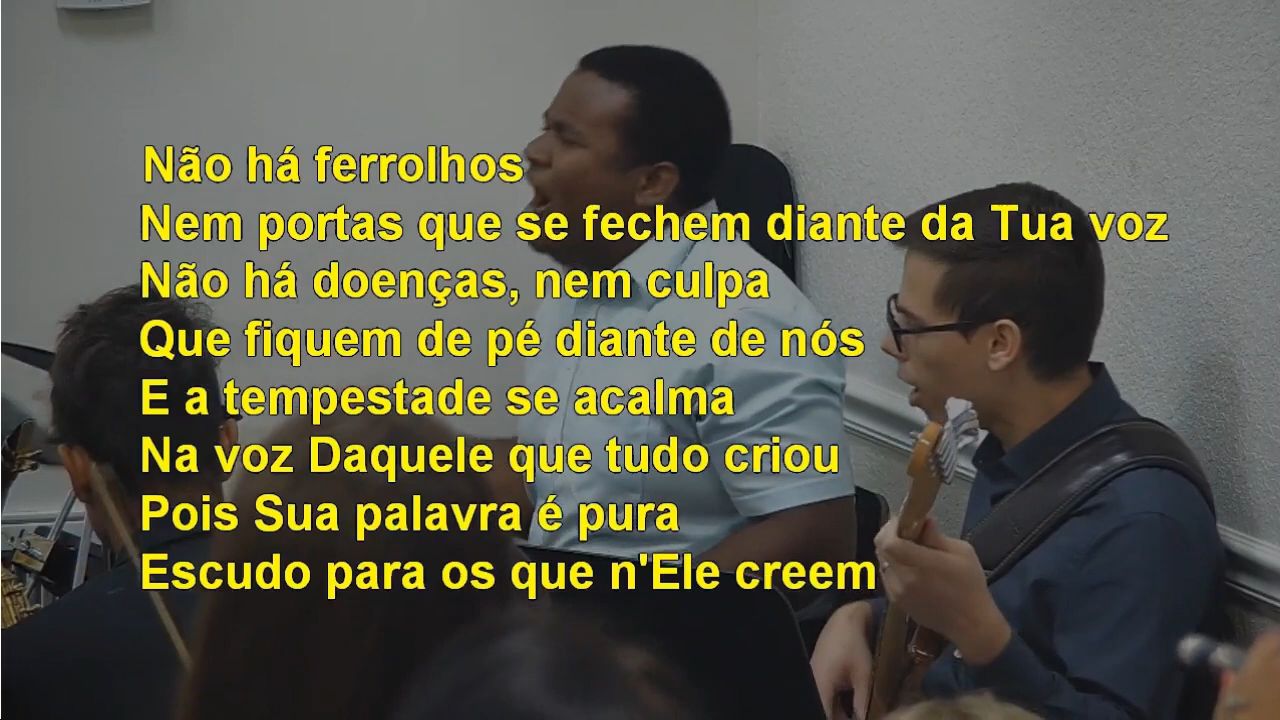 Não há ferrolhos
Nem portas que se fechem diante da Tua voz
Não há doenças, nem culpa
Que fiquem de pé diante de nós
E a tempestade se acalma
Na voz Daquele que tudo criou
Pois Sua palavra é pura
Escudo para os que n'Ele creem